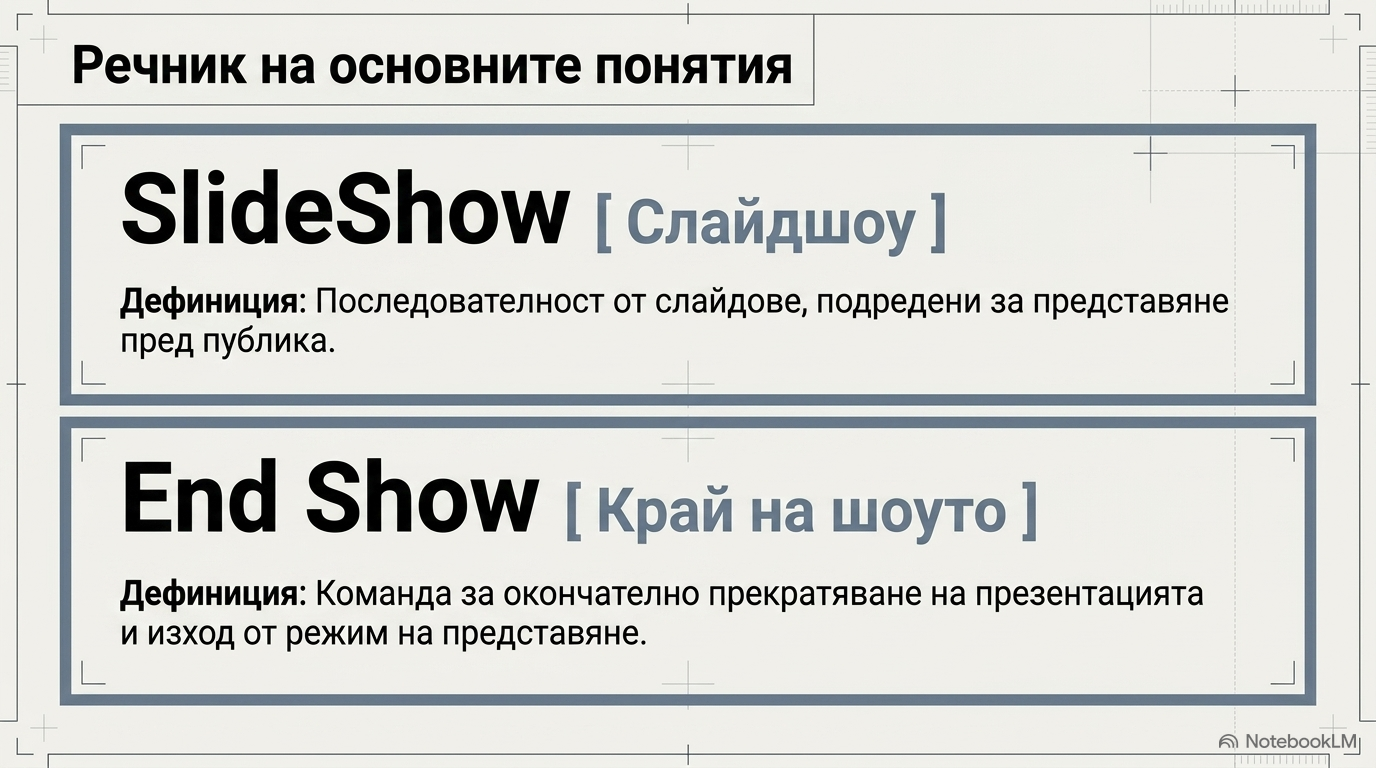 Речник на основните понятия
SlideShow [ Слайдшоу ]
Дефиниция: Последователност от слайдове, подредени за представяне
пред публика.
End Show [ Край на шоуто ]
Дефиниция: Команда за окончателно прекратяване на презентацията
и изход от режим на представяне.
NotebookLM